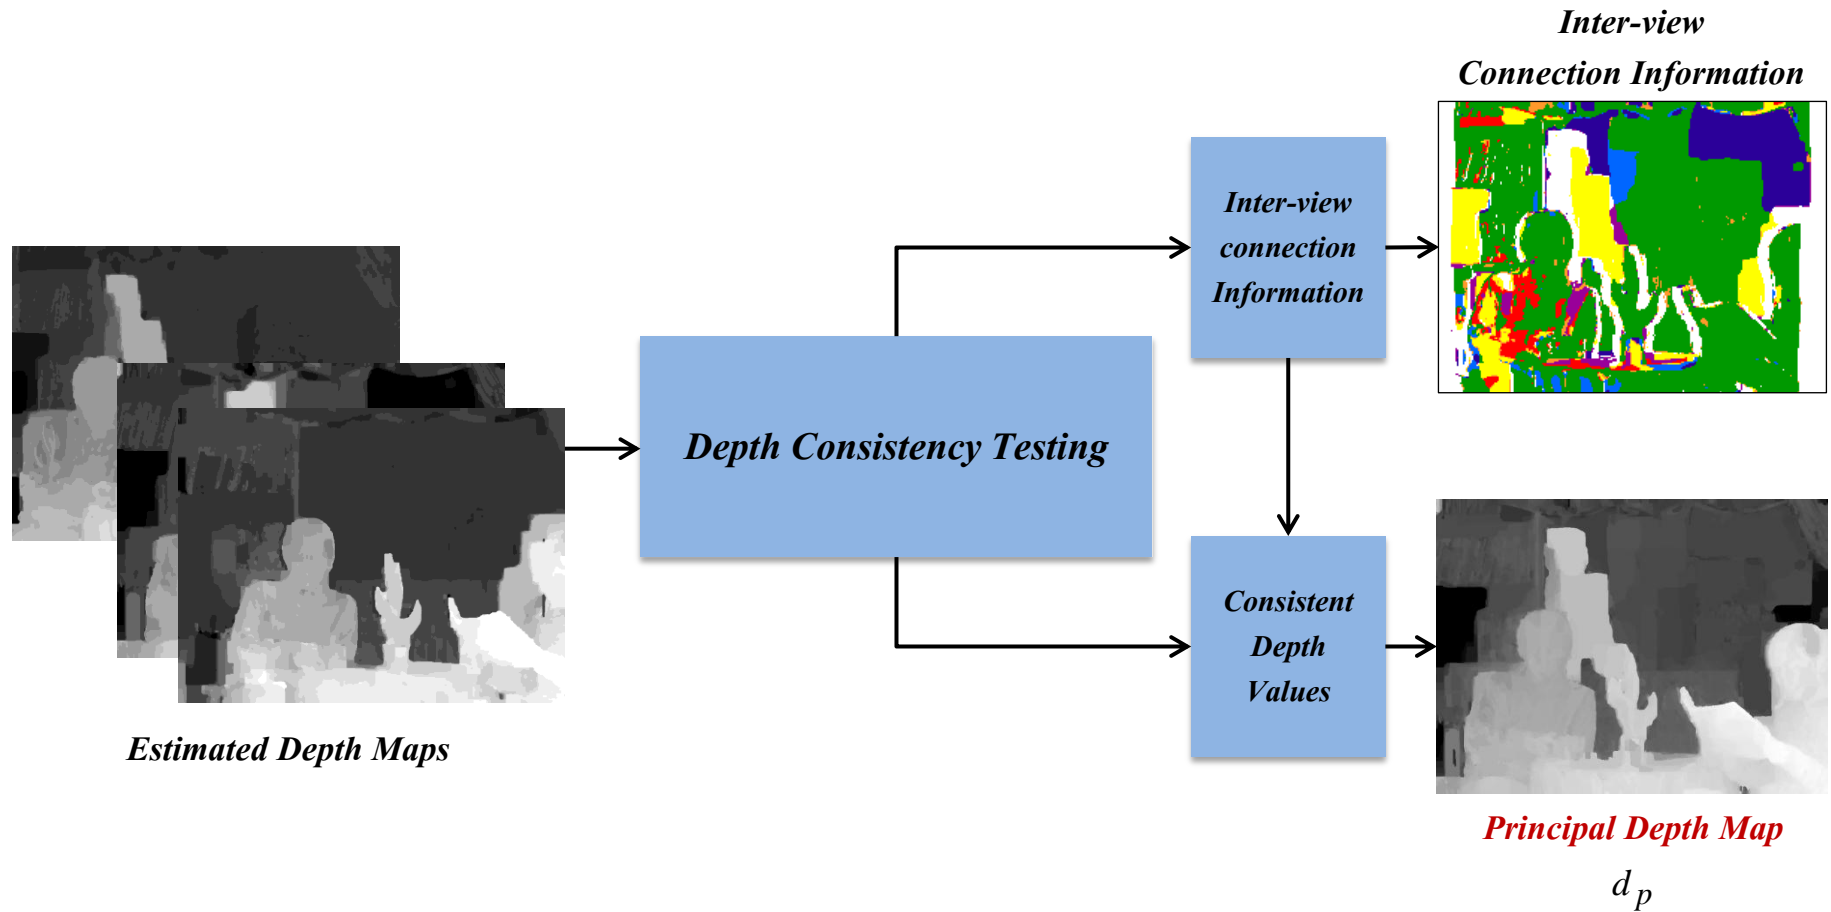 Inter-view
Connection Information
Inter-view
connection
Information
Depth Consistency Testing
Consistent
Depth
Values
Estimated Depth Maps
Principal Depth Map
d p